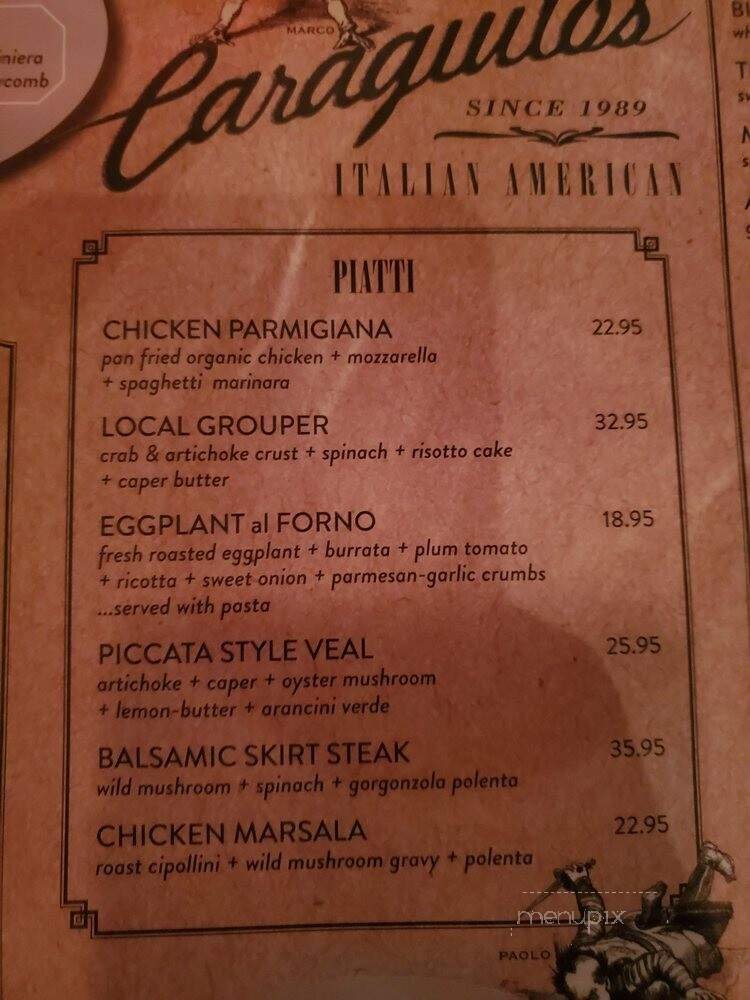 MARCO
Caraguilos
SINCE 1989
ITALIAN AMERICAN
PIATTI
CHICKEN PARMIGIANA 22.95
pan fried organic chicken + mozzarella
+ spaghetti marinara
LOCAL GROUPER 32.95
crab & artichoke crust + spinach + risotto cake
+ caper butter
EGGPLANT al FORNO 18.95
fresh roasted eggplant + burrata + plum tomato
+ ricotta + sweet onion + parmesan-garlic crumbs
...served with pasta
PICCATA STYLE VEAL 25.95
artichoke + caper + oyster mushroom
+ lemon-butter + arancini verde
BALSAMIC SKIRT STEAK 35.95
wild mushroom + spinach + gorgonzola polenta
CHICKEN MARSALA 22.95
roast cipollini + wild mushroom gravy + polenta
menupix
PAOLO